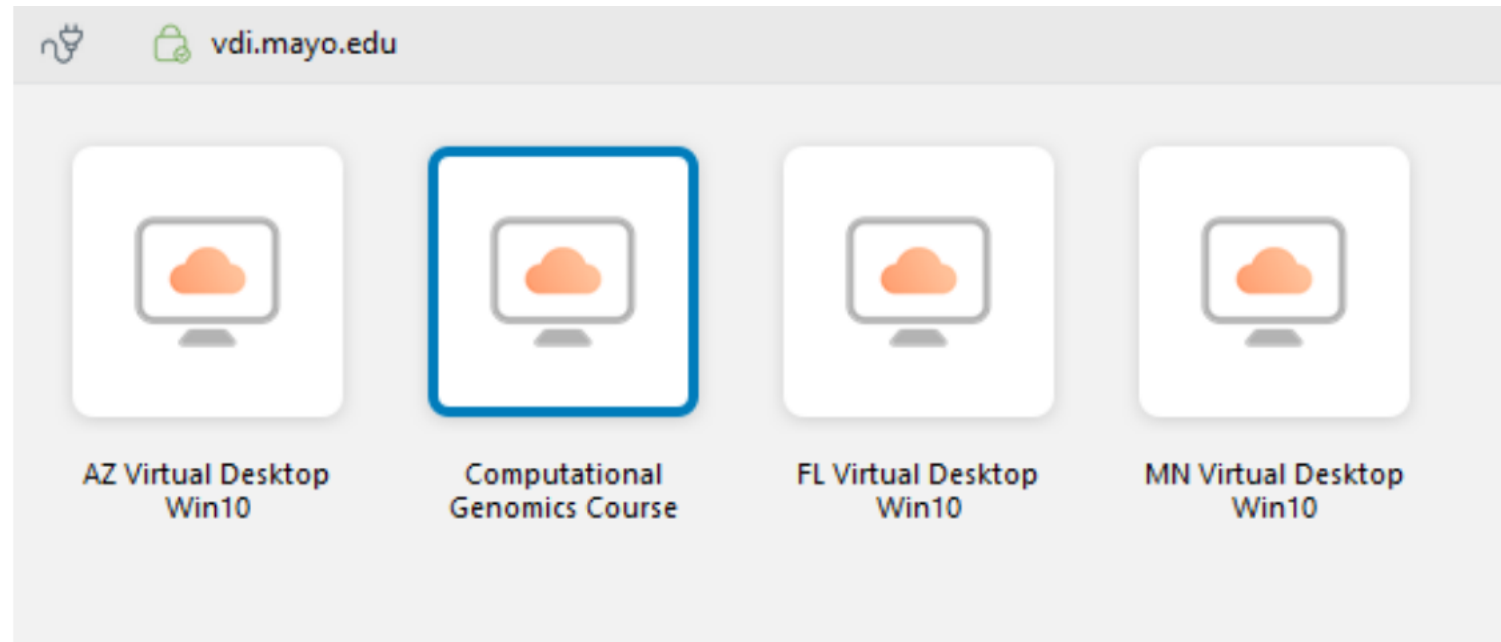 vdi.mayo.edu
AZ Virtual Desktop
Win10
Computational
Genomics Course
FL Virtual Desktop
Win10
MN Virtual Desktop
Win10